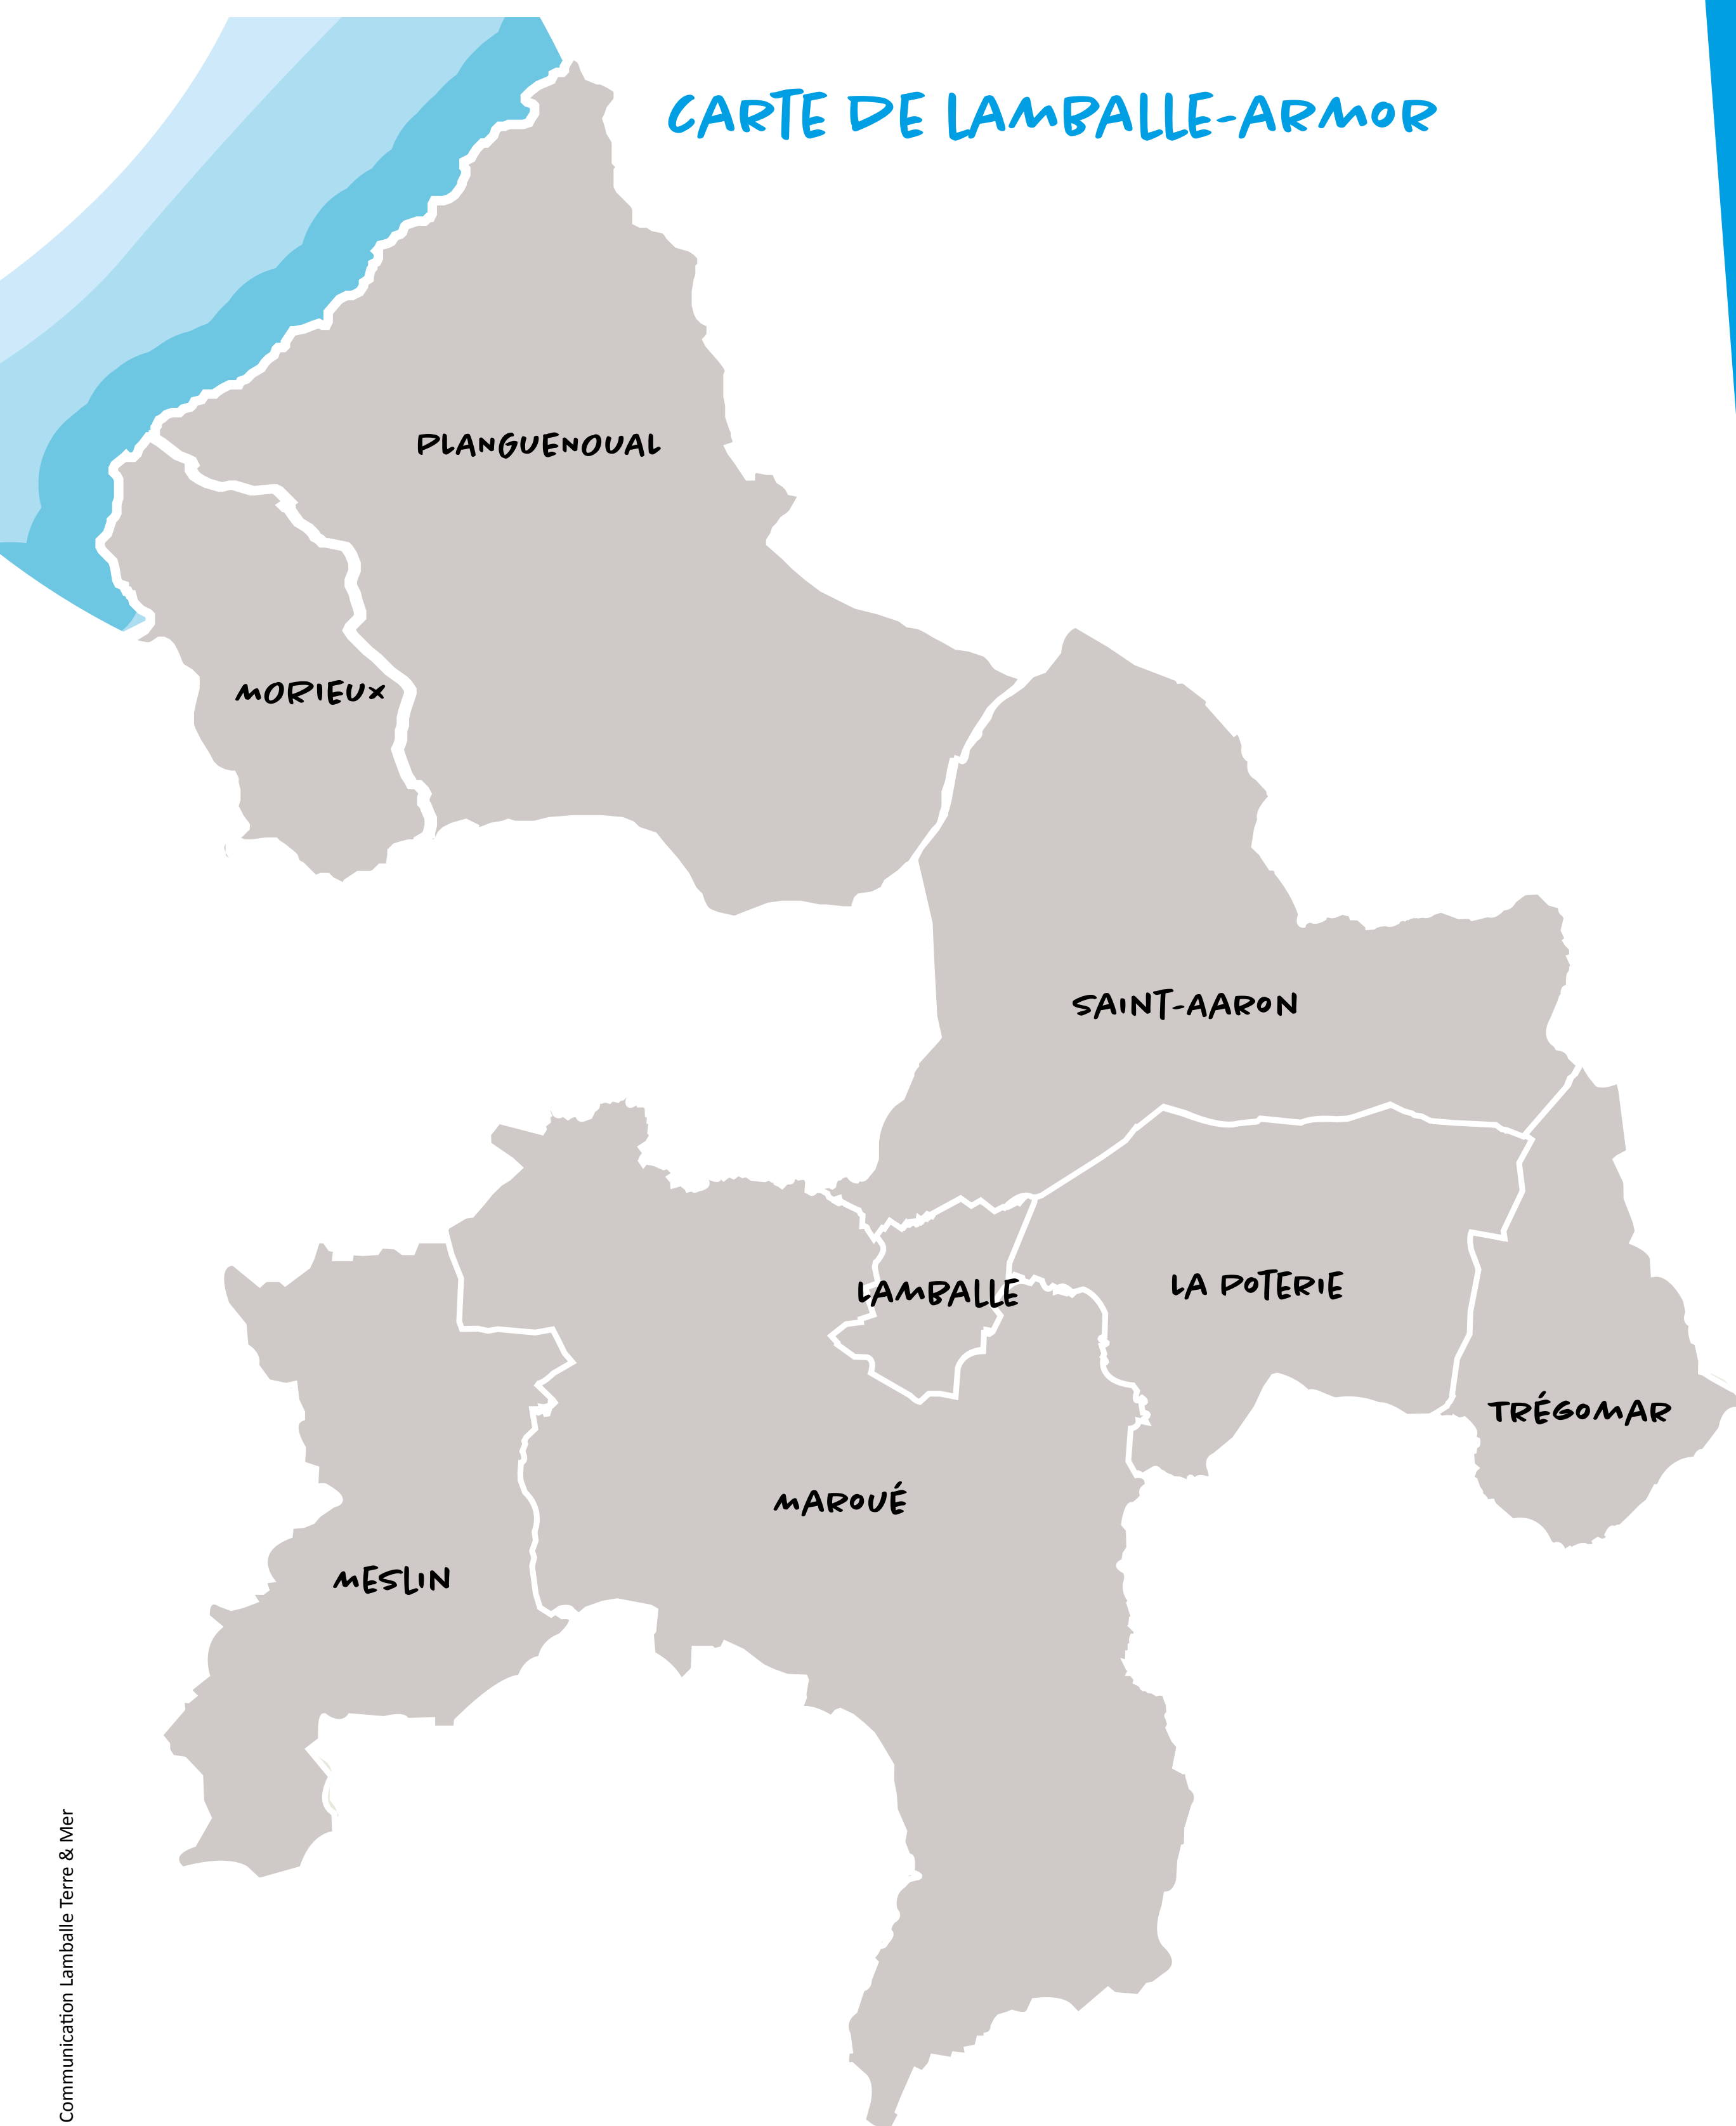 CARTE DE LAMBALLE-ARMOR
PLANGUENOUAL
MORIEUX
SAINT-AARON
LAMBALLE
LA POTERIE
TRÉGOMAR
MAROUÉ
MESLIN
Communication Lamballe Terre & Mer